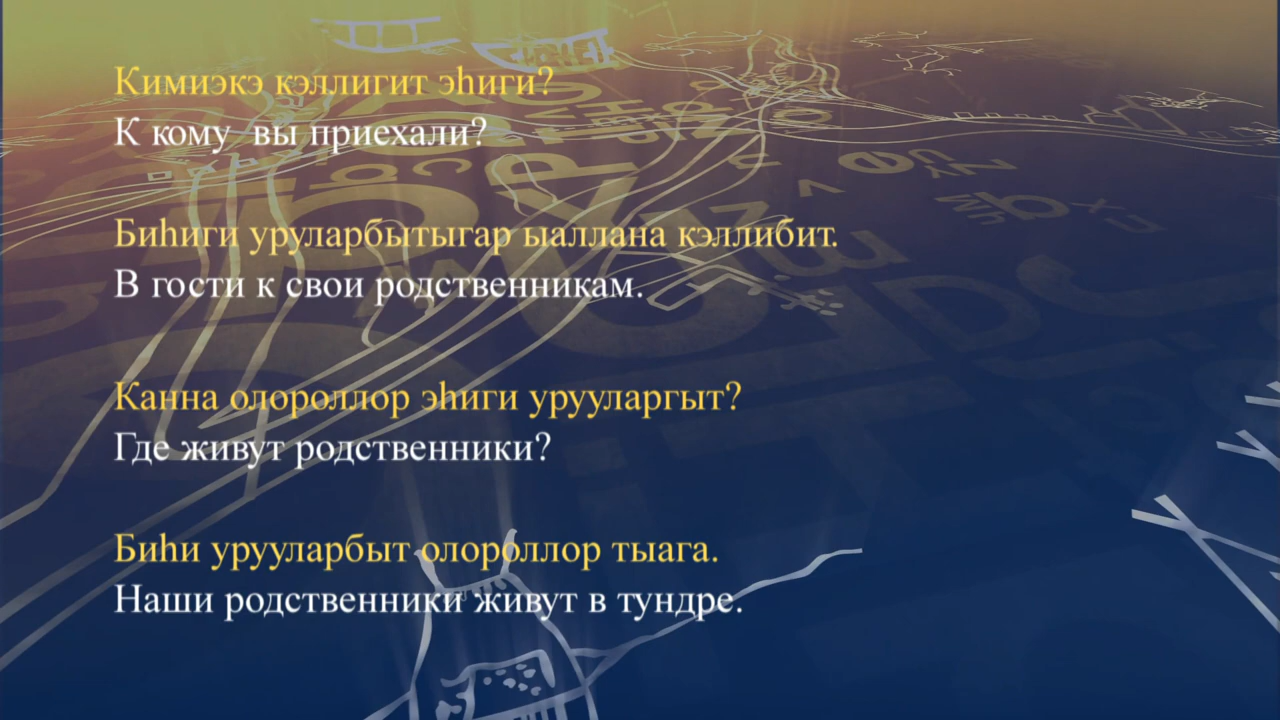 Кимиэкэ кэллигит эһиги?
К кому вы приехали?
Биһиги уруларбытыгар ыаллана кэллибит.
В гости к свои родственникам.
Канна олороллор эһиги урууларгыт?
Где живут родственники?
Биһи урууларбыт олороллор тыага.
Наши родственники живут в тундре.